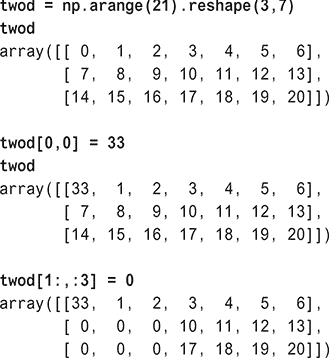 twod = np.arange(21).reshape(3,7)
twod
array([[ 0, 1, 2, 3, 4, 5, 6],
[ 7, 8, 9, 10, 11, 12, 13],
[14, 15, 16, 17, 18, 19, 20]])
twod[0,0] = 33
twod
array([[33, 1, 2, 3, 4, 5, 6],
[ 7, 8, 9, 10, 11, 12, 13],
[14, 15, 16, 17, 18, 19, 20]])
twod[1:,:3] = 0
array([[33, 1, 2, 3, 4, 5, 6],
[ 0, 0, 0, 10, 11, 12, 13],
[ 0, 0, 0, 17, 18, 19, 20]])